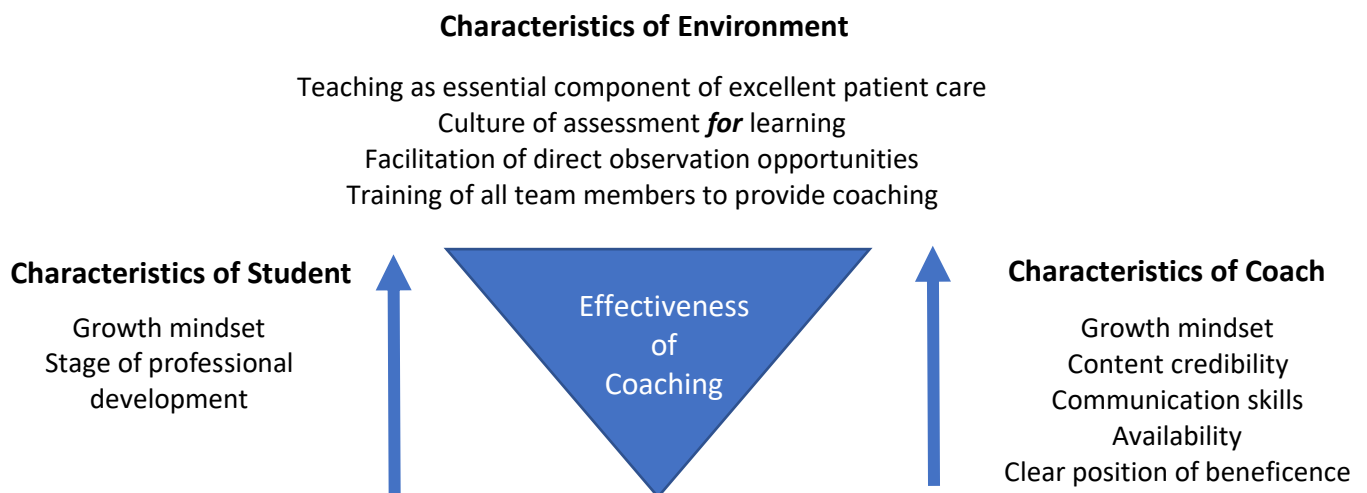 Characteristics of Environment
Teaching as essential component of excellent patient care
Culture of assessment for learning
Facilitation of direct observation opportunities
Training of all team members to provide coaching
Characteristics of Student
Growth mindset
Stage of professional
development
Effectiveness
of
Coaching
Characteristics of Coach
Growth mindset
Content credibility
Communication skills
Availability
Clear position of beneficence